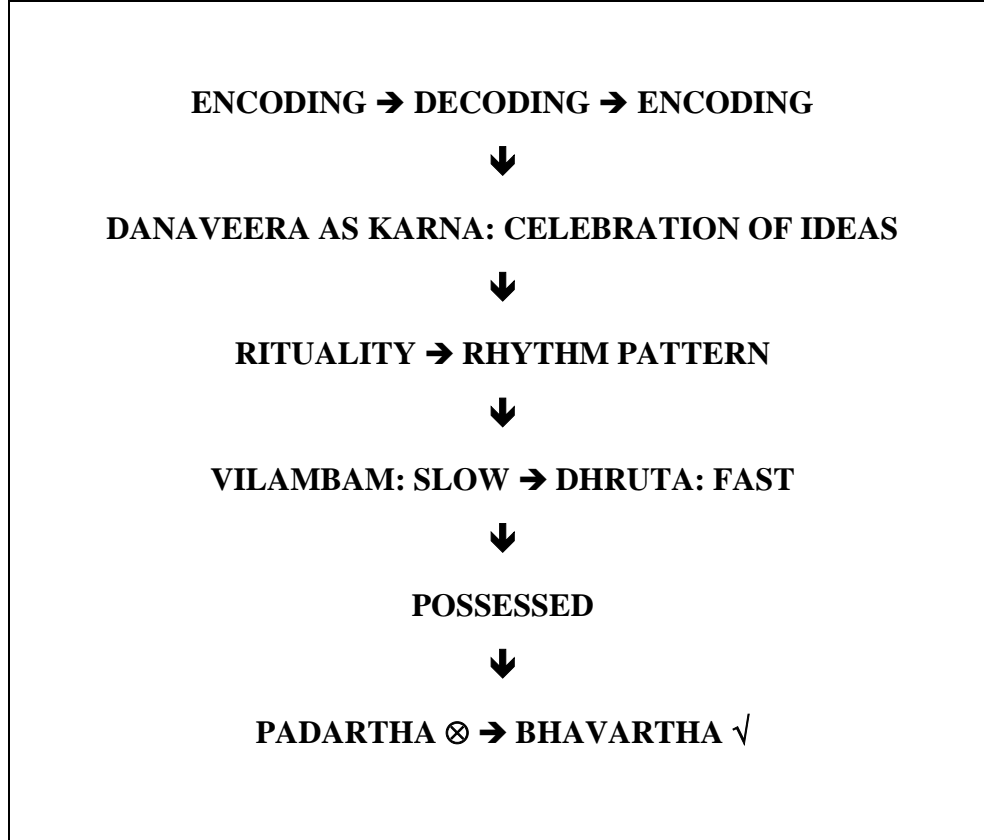 ENCODING ➔ DECODING ➔ ENCODING
🡻
DANAVEERA AS KARNA: CELEBRATION OF IDEAS
🡻
RITUALITY ➔ RHYTHM PATTERN
🡻
VILAMBAM: SLOW ➔ DHRUTA: FAST
🡻
POSSESSED
🡻
PADARTHA ⊗ ➔ BHAVARTHA √